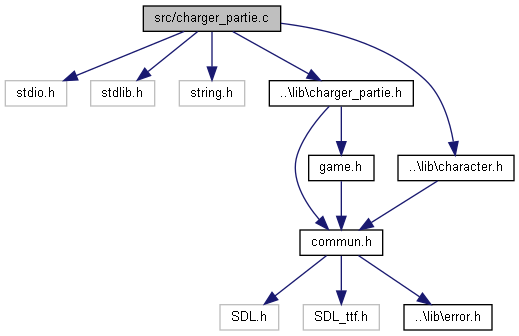 src/charger_partie.c
stdio.h
stdlib.h
string.h
..\lib\charger_partie.h
game.h
..\lib\character.h
commun.h
SDL.h
SDL_ttf.h
..\lib\error.h